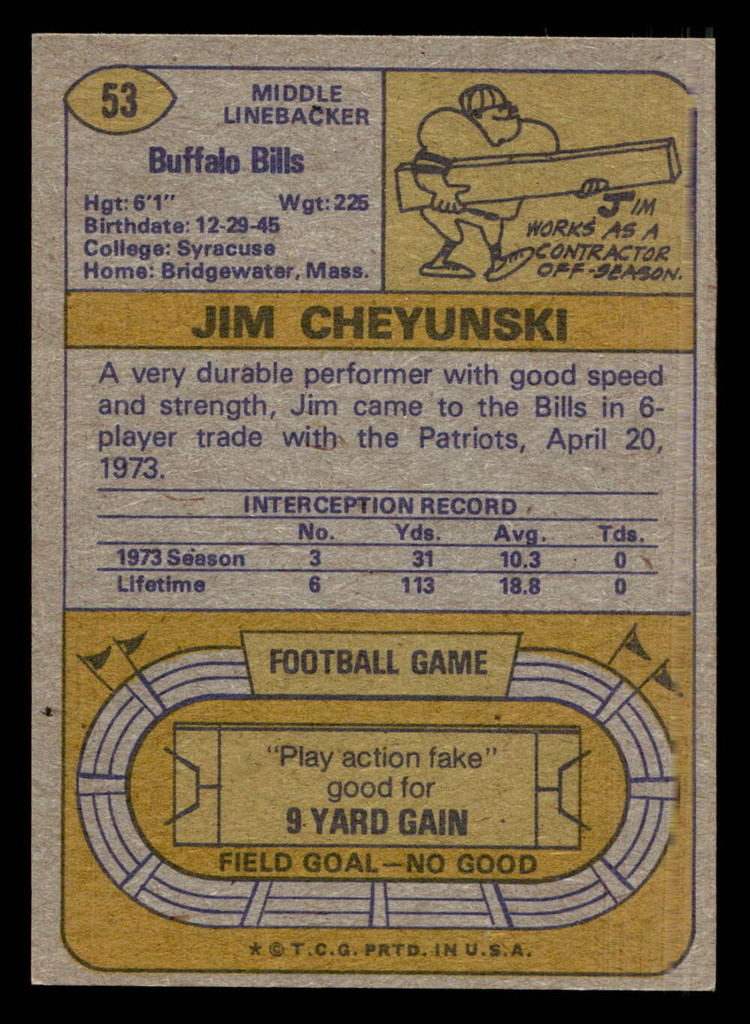 53
MIDDLE
LINEBACKER
Buffalo Bills
Hgt: 6'1" Wgt: 225
Birthdate: 12-29-45
College: Syracuse
Home: Bridgewater, Mass.
JIM
WORKS AS A
CONTRACTOR
OFF-SEASON.
JIM CHEYUNSKI
A very durable performer with good speed
and strength, Jim came to the Bills in 6-
player trade with the Patriots, April 20,
1973.
INTERCEPTION RECORD
No. Yds. Avg. Tds.
1973 Season 3 31 10.3 0
Lifetime 6 113 18.8 0
FOOTBALL GAME
"Play action fake"
good for
9 YARD GAIN
FIELD GOAL—NO GOOD
* © T.C.G. PRTD. IN U.S.A.